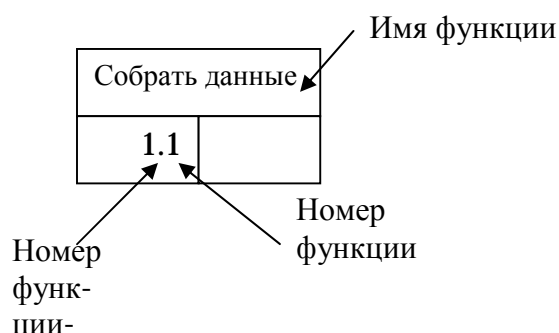 Имя функции
Собрать данные
1.1
Номер
функции
Номер
функ-
ции-